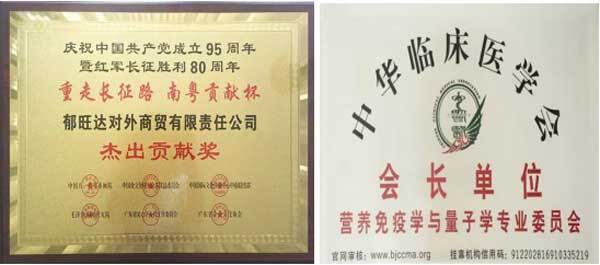 庆祝中国共产党成立95周年
暨红军长征胜利80周年
重走长征路 南粤贡献杯
郁旺达对外商贸有限责任公司
杰出贡献奖
中华临床医学会
会长单位
营养免疫学与量子学专业委员会
官网审核:www.bjccma.org 挂靠机构信用码:912202816910335219